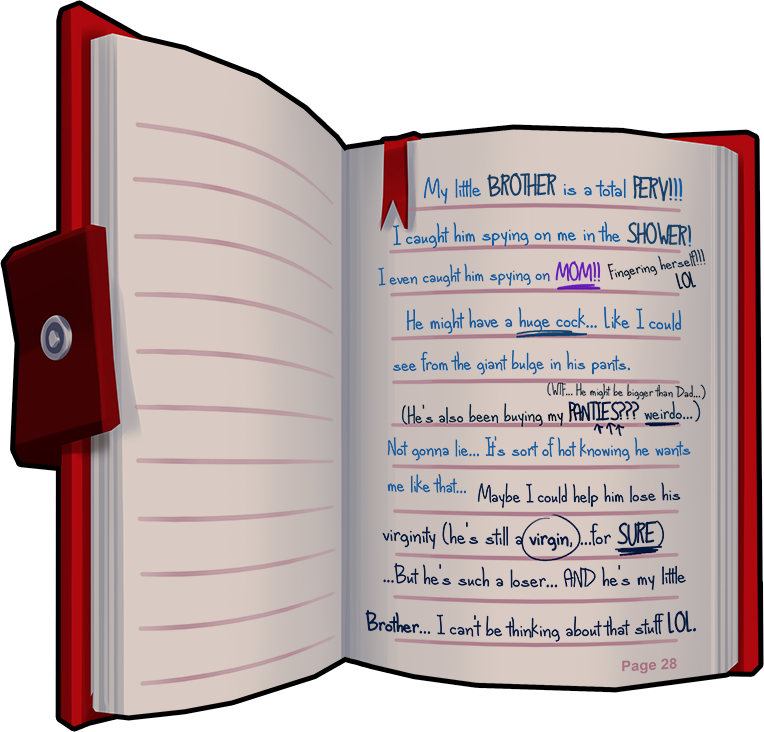 My little BROTHER is a total PERV!!!
I caught him spying on me in the SHOWER!
I even caught him spying on MOM!! Fingering herself!!!! LOL
He might have a huge cock... Like I could
see from the giant bulge in his pants.
(WTF... He might be bigger than Dad...)
(He's also been buying my PANTIES??? weirdo...)
↑↑↑
Not gonna lie... It's sort of hot knowing he wants
me like that... Maybe I could help him lose his
virginity (he's still a virgin, )...for SURE)
...But he's such a loser... AND he's my little
Brother... I can't be thinking about that stuff LOL.
Page 28